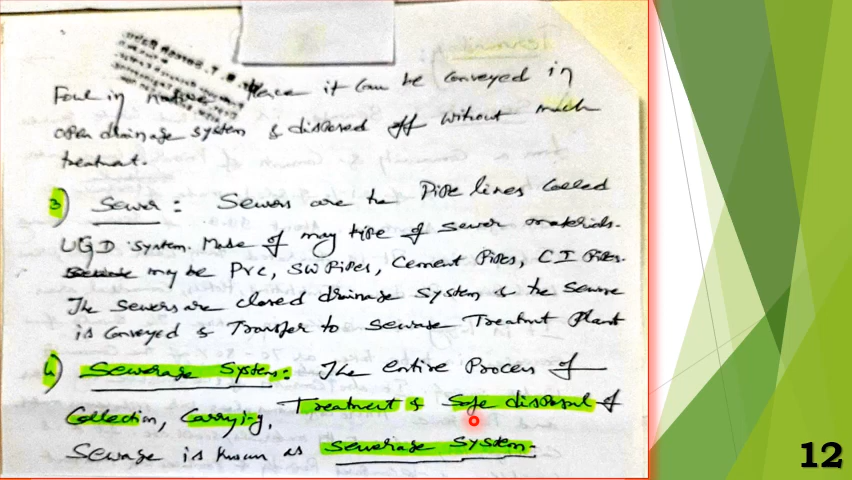 Foul in nature Hence it can be conveyed in
open drainage system & disposed off without much
treatment.
3) Sewer: Sewers are the Pipe lines called
UGD system. Made of may type of sewer materials.
may be PVC, SW Pipes, Cement Pipes, CI Pipes.
The sewers are closed drainage system & the sewage
is conveyed & Transfer to sewage Treatment Plant
4) Sewerage System: The entire Process of
Collection, Carrying, Treatment & Safe disposal of
Sewage is known as sewerage system.
12